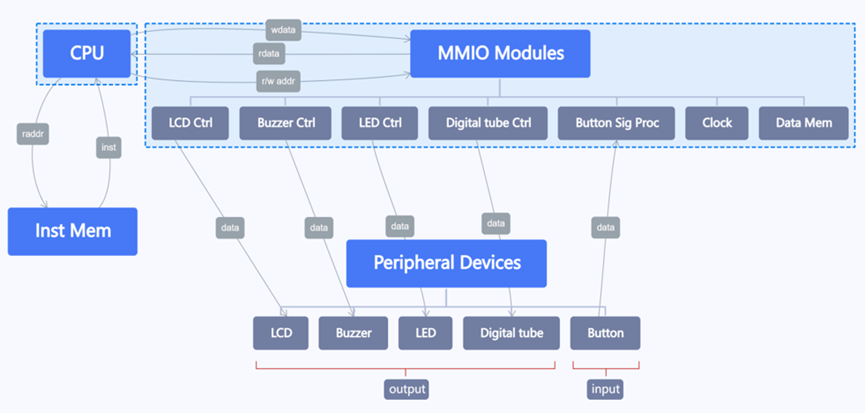 wdata
CPU
rdata
MMIO Modules
r/w addr
LCD Ctrl
Buzzer Ctrl
LED Ctrl
Digital tube Ctrl
Button Sig Proc
Clock
Data Mem
raddr
inst
Inst Mem
data
data
data
data
data
Peripheral Devices
LCD
Buzzer
LED
Digital tube
Button
output
input